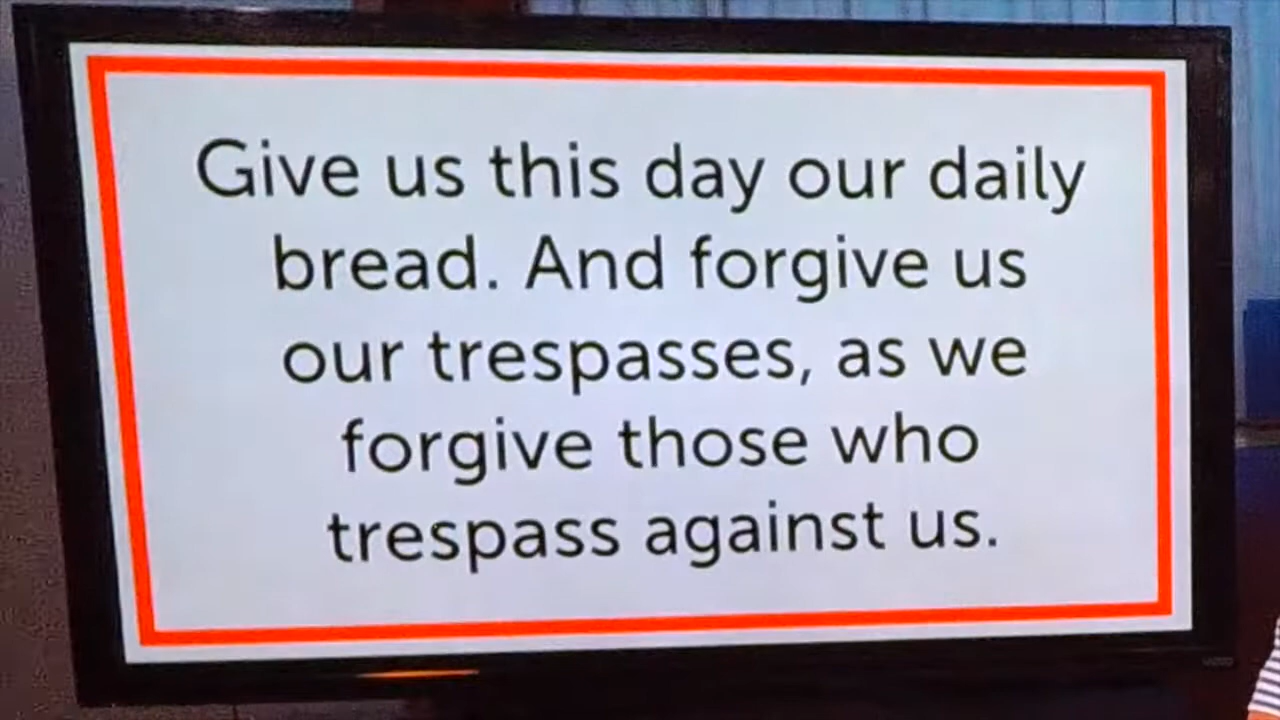 Give us this day our daily
bread. And forgive us
our trespasses, as we
forgive those who
trespass against us.